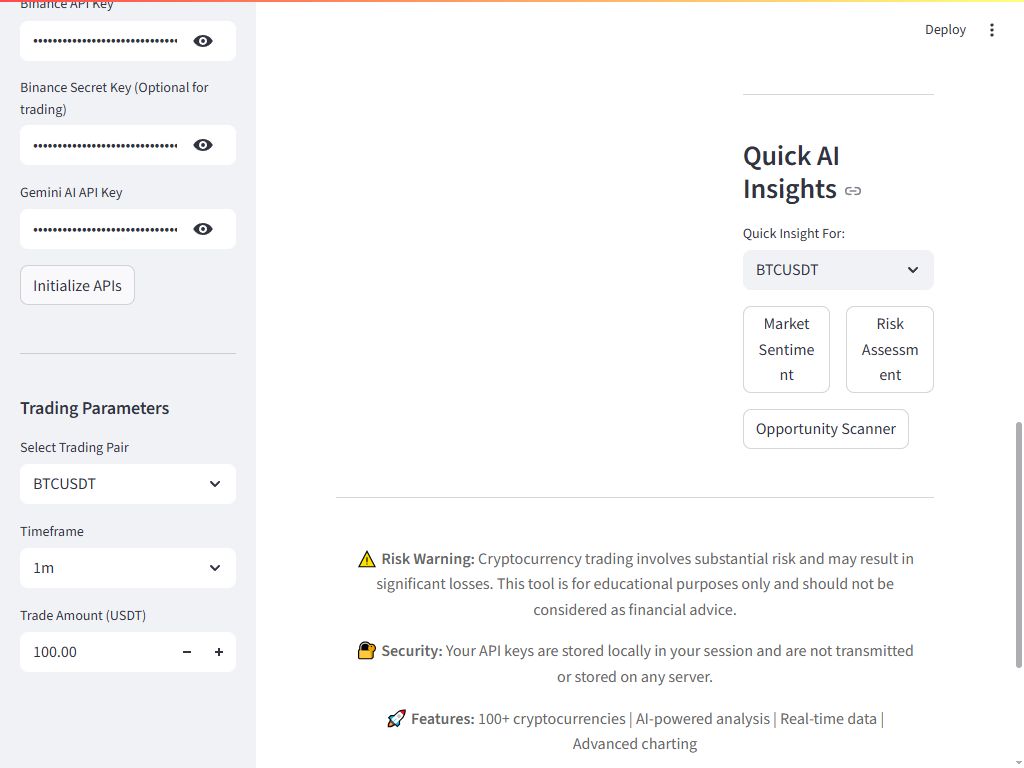 Binance API Key
••••••••••••••••••••••••••••••
Binance Secret Key (Optional for
trading)
••••••••••••••••••••••••••••••
Gemini AI API Key
••••••••••••••••••••••••••••••
Initialize APIs
Trading Parameters
Select Trading Pair
BTCUSDT
Timeframe
1m
Trade Amount (USDT)
100.00
Deploy
Quick AI
Insights
Quick Insight For:
BTCUSDT
Market
Sentime
nt
Risk
Assessm
ent
Opportunity Scanner
⚠️ Risk Warning: Cryptocurrency trading involves substantial risk and may result in
significant losses. This tool is for educational purposes only and should not be
considered as financial advice.
🔐 Security: Your API keys are stored locally in your session and are not transmitted
or stored on any server.
🚀 Features: 100+ cryptocurrencies | AI-powered analysis | Real-time data |
Advanced charting